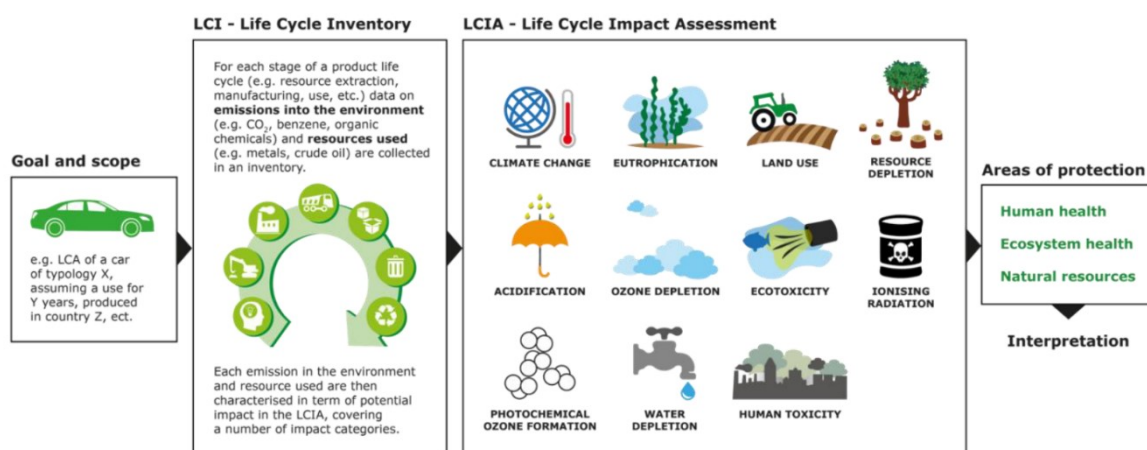 Goal and scope
e.g. LCA of a car
of typology X,
assuming a use for
Y years, produced
in country Z, ect.
LCI - Life Cycle Inventory
For each stage of a product life
cycle (e.g. resource extraction,
manufacturing, use, etc.) data on
emissions into the environment
(e.g. CO₂, benzene, organic
chemicals) and resources used
(e.g. metals, crude oil) are collected
in an inventory.
Each emission in the environment
and resource used are then
characterised in term of potential
impact in the LCIA, covering
a number of impact categories.
LCIA - Life Cycle Impact Assessment
CLIMATE CHANGE
EUTROPHICATION
LAND USE
RESOURCE
DEPLETION
ACIDIFICATION
OZONE DEPLETION
ECOTOXICITY
IONISING
RADIATION
PHOTOCHEMICAL
OZONE FORMATION
WATER
DEPLETION
HUMAN TOXICITY
Areas of protection
Human health
Ecosystem health
Natural resources
Interpretation